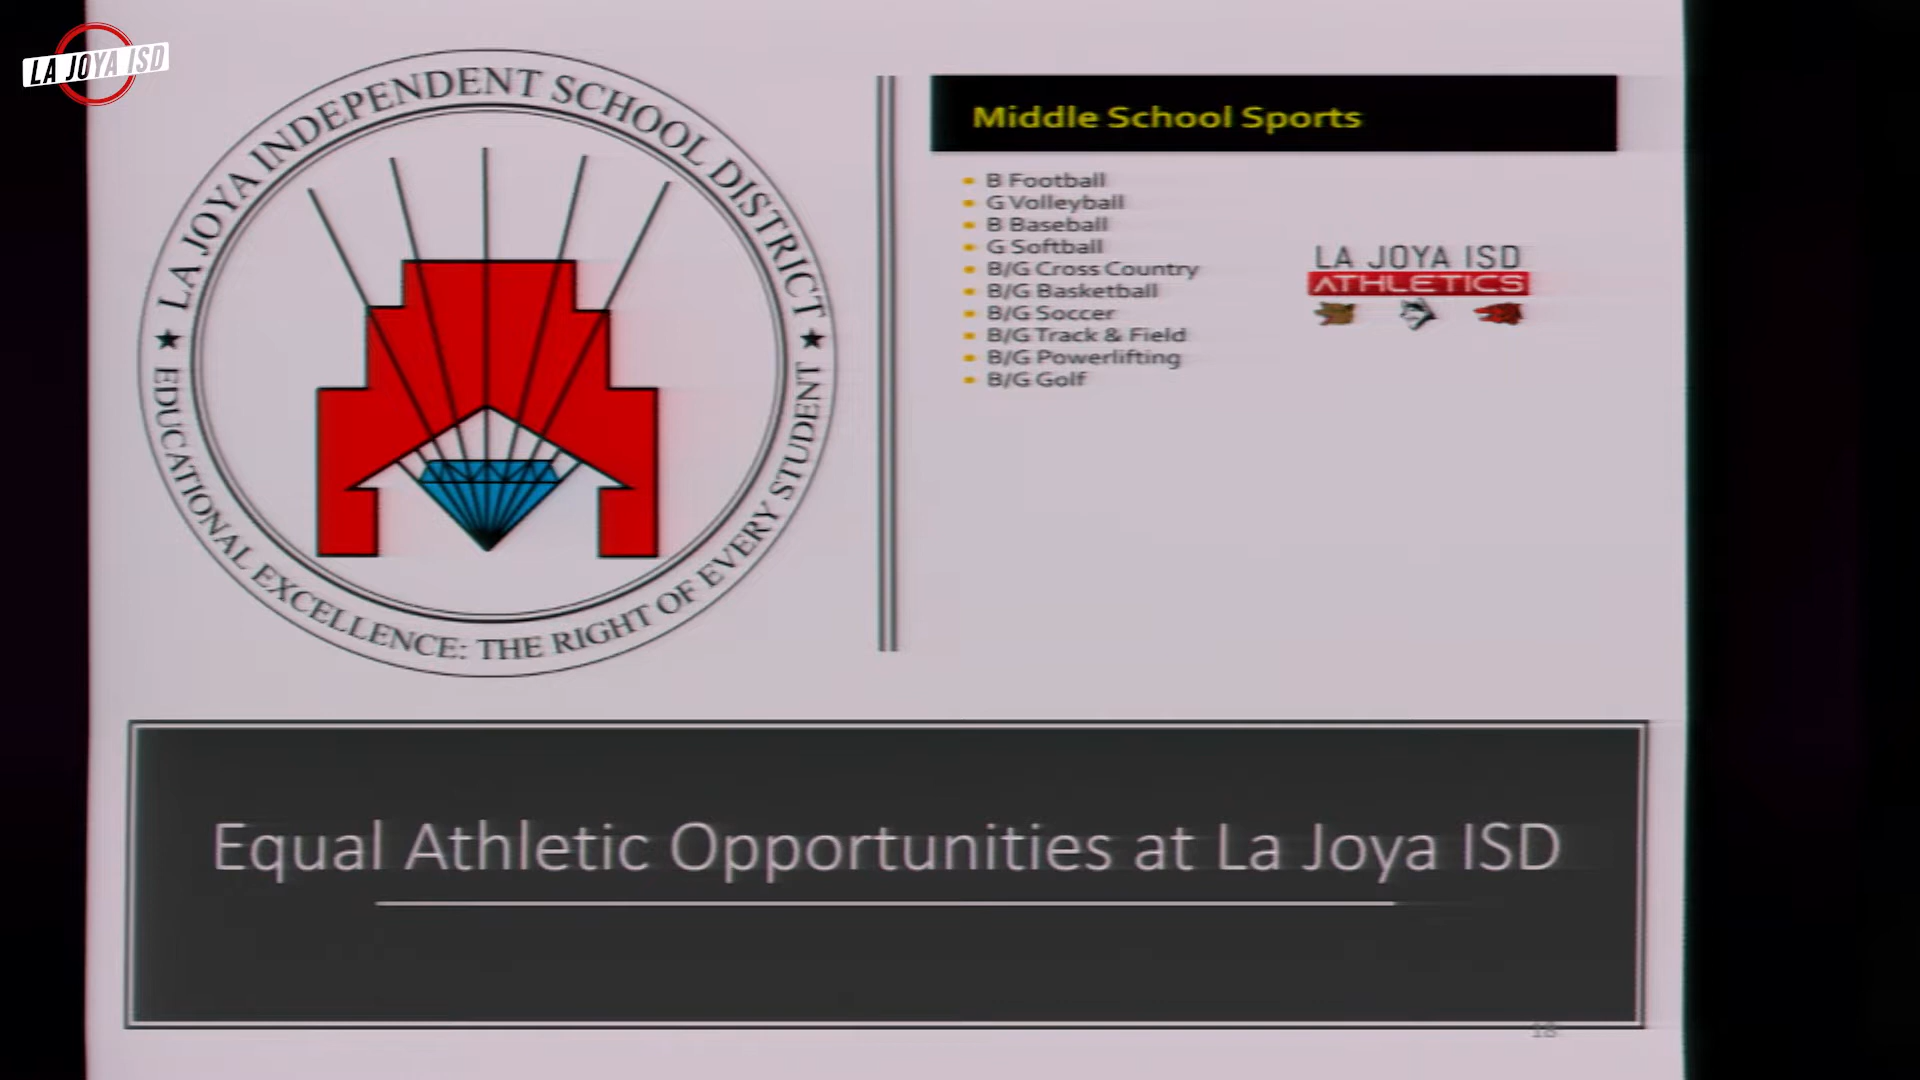 LA JOYA ISD
LA JOYA INDEPENDENT SCHOOL DISTRICT
★ EDUCATIONAL EXCELLENCE: THE RIGHT OF EVERY STUDENT ★
Middle School Sports
B Football
G Volleyball
B Baseball
G Softball
B/G Cross Country
B/G Basketball
B/G Soccer
B/G Track & Field
B/G Powerlifting
B/G Golf
LA JOYA ISD
ATHLETICS
Equal Athletic Opportunities at La Joya ISD
18